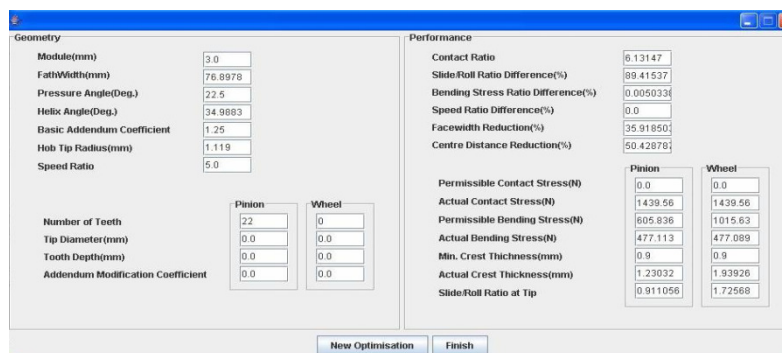 Geometry
Module(mm) 3.0
FathWidth(mm) 76.8978
Pressure Angle(Deg.) 22.5
Helix Angle(Deg.) 34.9883
Basic Addendum Coefficient 1.25
Hob Tip Radius(mm) 1.119
Speed Ratio 5.0
Pinion Wheel
Number of Teeth 22 0
Tip Diameter(mm) 0.0 0.0
Tooth Depth(mm) 0.0 0.0
Addendum Modification Coefficient 0.0 0.0
Performance
Contact Ratio 6.13147
Slide/Roll Ratio Difference(%) 89.41537
Bending Stress Ratio Difference(%) 0.005033
Speed Ratio Difference(%) 0.0
Facewidth Reduction(%) 35.91850
Centre Distance Reduction(%) 50.42878
Pinion Wheel
Permissible Contact Stress(N) 0.0 0.0
Actual Contact Stress(N) 1439.56 1439.56
Permissible Bending Stress(N) 605.836 1015.63
Actual Bending Stress(N) 477.113 477.089
Min. Crest Thichness(mm) 0.9 0.9
Actual Crest Thickness(mm) 1.23032 1.93926
Slide/Roll Ratio at Tip 0.911056 1.72568
New Optimisation Finish